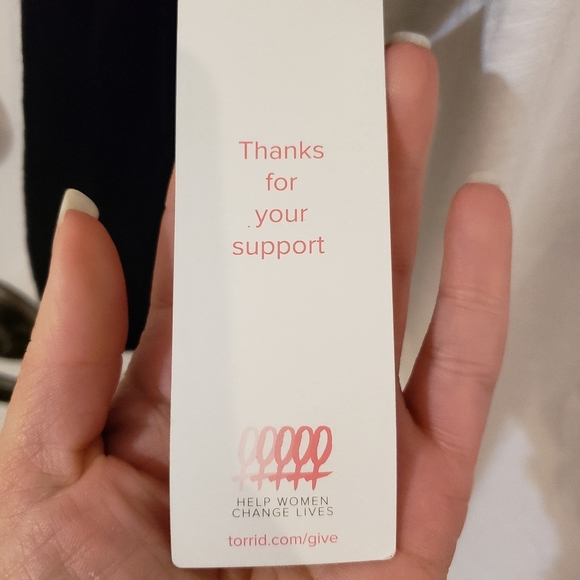 Thanks
for
your
support
HELP WOMEN
CHANGE LIVES
torrid.com/give